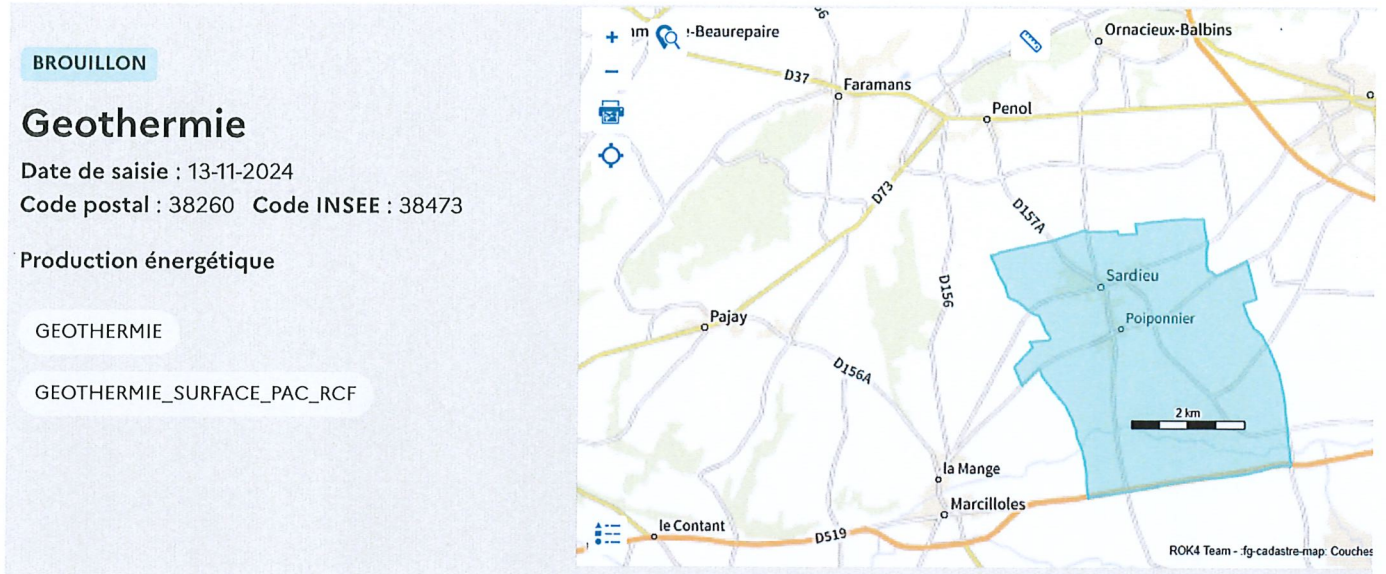 BROUILLON
Geothermie
Date de saisie : 13-11-2024
Code postal : 38260 Code INSEE : 38473
Production énergétique
GEOTHERMIE
GEOTHERMIE_SURFACE_PAC_RCF
-Beaurepaire
Ornacieux-Balbins
D37
Faramans
Penol
D73
D157A
Sardieu
D156
Poiponnier
Pajay
D156A
2 km
la Mange
Marcilloles
le Contant
D519
ROK4 Team - :fg-cadastre-map: Couches